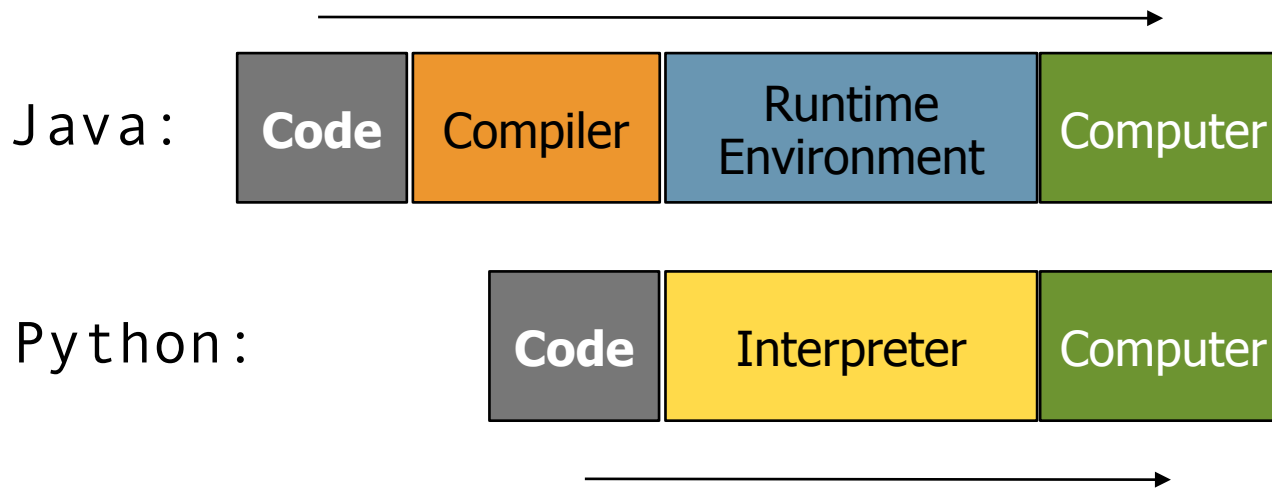 Java:
Code
Compiler
Runtime
Environment
Computer
Python:
Code
Interpreter
Computer